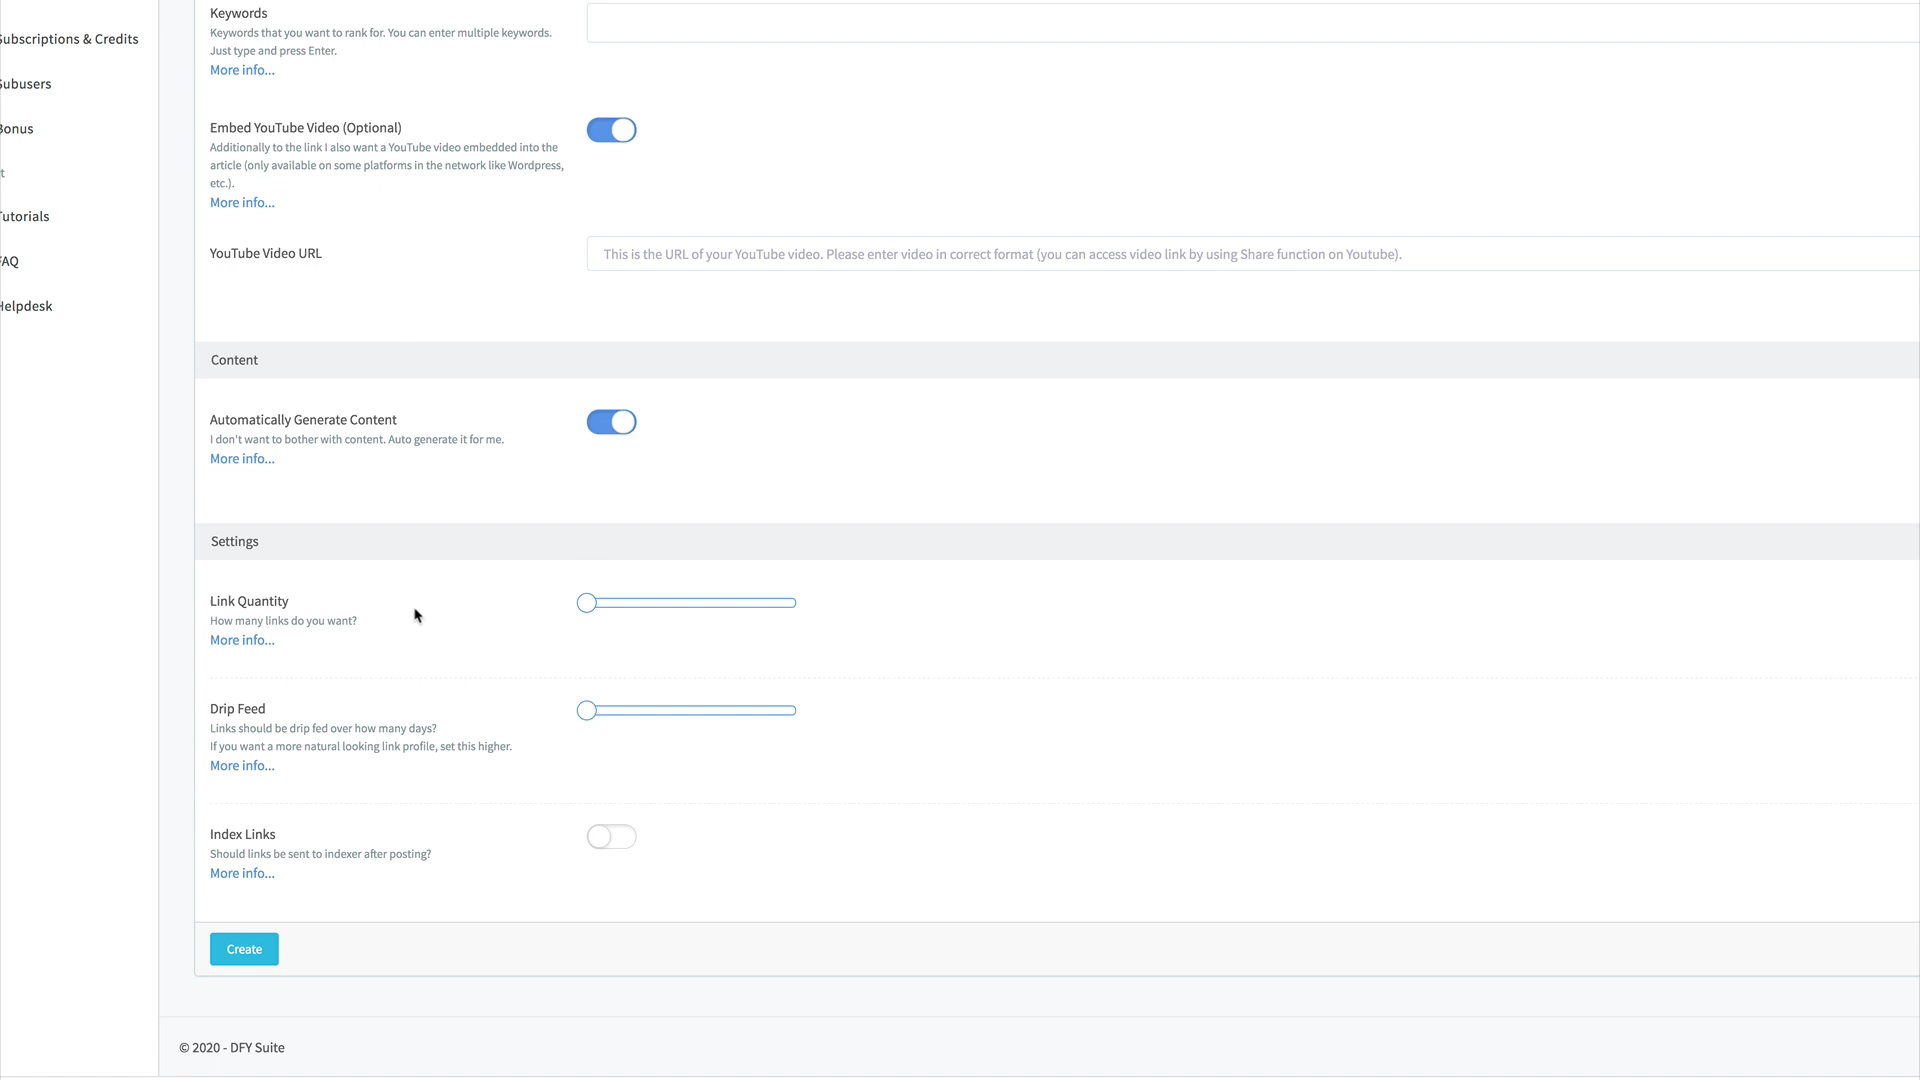 Keywords
Keywords that you want to rank for. You can enter multiple keywords.
Just type and press Enter.
More info...
Subscriptions & Credits
Subusers
Bonus
t
Tutorials
FAQ
Helpdesk
Embed YouTube Video (Optional)
Additionally to the link I also want a YouTube video embedded into the
article (only available on some platforms in the network like Wordpress,
etc.).
More info...
YouTube Video URL
This is the URL of your YouTube video. Please enter video in correct format (you can access video link by using Share function on Youtube).
Content
Automatically Generate Content
I don't want to bother with content. Auto generate it for me.
More info...
Settings
Link Quantity
How many links do you want?
More info...
Drip Feed
Links should be drip fed over how many days?
If you want a more natural looking link profile, set this higher.
More info...
Index Links
Should links be sent to indexer after posting?
More info...
Create
© 2020 - DFY Suite